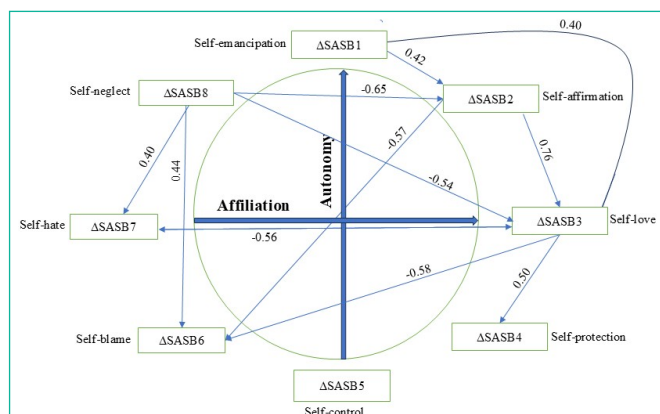 0.40
Self-emancipation ΔSASB1
0.42
Self-neglect ΔSASB8
-0.65
ΔSASB2 Self-affirmation
-0.57
Autonomy
0.40
0.44
0.76
-0.54
Affiliation
Self-hate ΔSASB7
ΔSASB3 Self-love
-0.56
-0.58
0.50
Self-blame ΔSASB6
ΔSASB4 Self-protection
ΔSASB5
Self-control